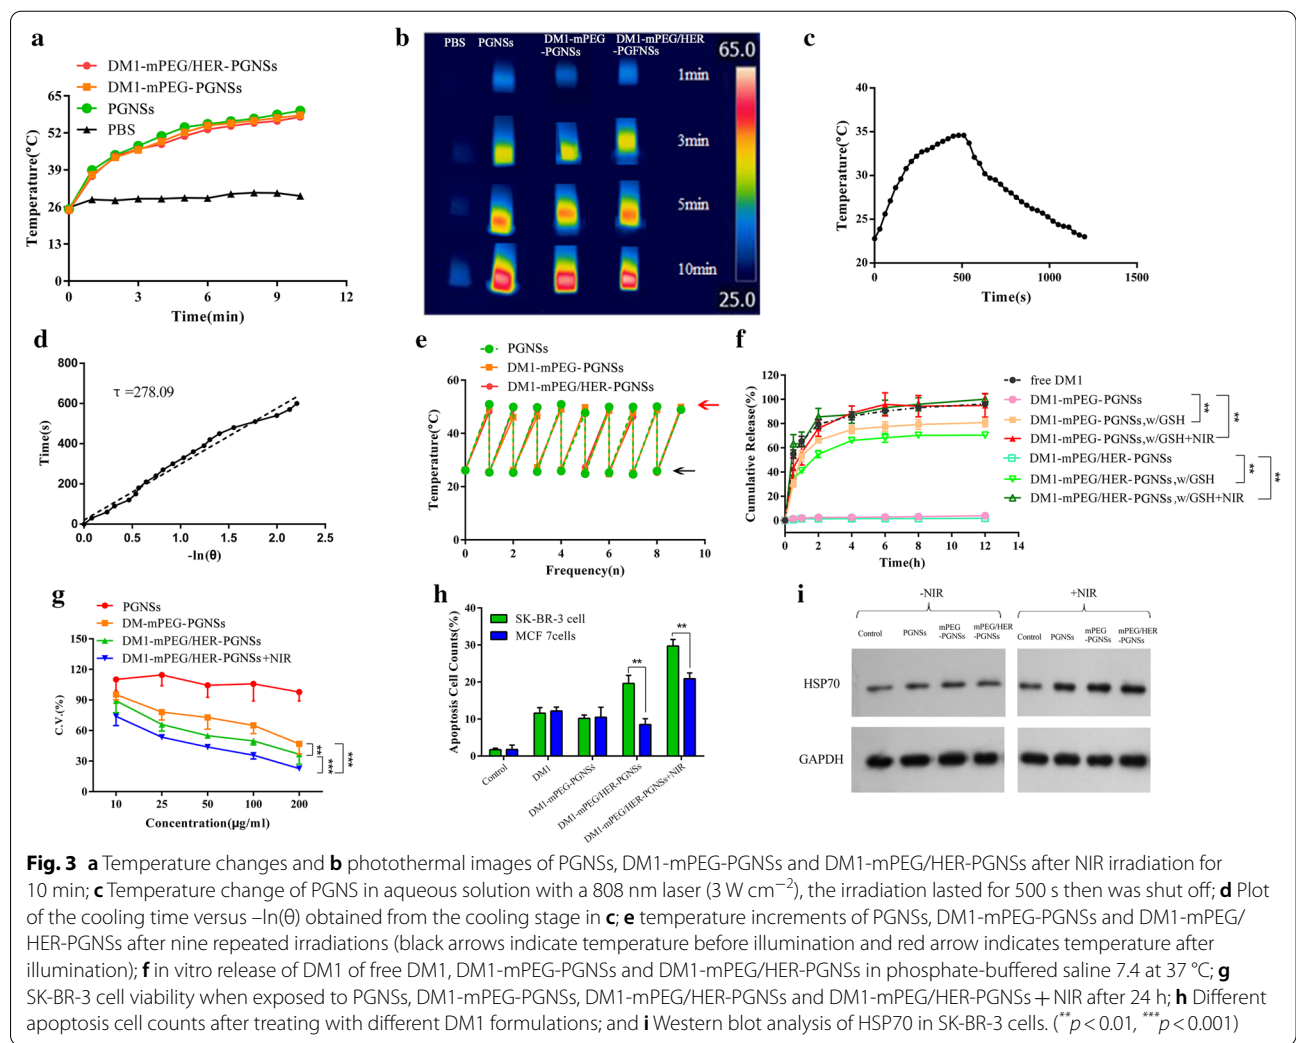 a
DM1-mPEG/HER-PGNSs
DM1-mPEG-PGNSs
PGNSs
PBS
65
52
39
26
13
0
Temperature(°C)
0 3 6 9 12
Time(min)
b
PBS PGNSs DM1-mPEG -PGNSs DM1-mPEG/HER -PGFNSs
65.0
1min
3min
5min
10min
25.0
c
40
35
30
25
20
Temperature(°C)
0 500 1000 1500
Time(s)
d
800
600
400
200
0
Time(s)
τ =278.09
0.0 0.5 1.0 1.5 2.0 2.5
-ln(θ)
e
PGNSs
DM1-mPEG-PGNSs
DM1-mPEG/HER-PGNSs
60
40
20
0
Temperature(°C)
0 2 4 6 8 10
Frequency(n)
f
120
100
80
60
40
20
0
Cumulative Release(%)
0 2 4 6 8 10 12 14
Time(h)
free DM1
DM1-mPEG-PGNSs
DM1-mPEG-PGNSs,w/GSH
DM1-mPEG-PGNSs,w/GSH+NIR
DM1-mPEG/HER-PGNSs
DM1-mPEG/HER-PGNSs,w/GSH
DM1-mPEG/HER-PGNSs,w/GSH+NIR
**
**
**
**
g
PGNSs
DM-mPEG-PGNSs
DM1-mPEG/HER-PGNSs
DM1-mPEG/HER-PGNSs+NIR
150
120
90
60
30
0
C.V.(%)
10 25 50 100 200
Concentration(μg/ml)
**
***
***
h
SK-BR-3 cell
MCF 7cells
40
30
20
10
0
Apoptosis Cell Counts(%)
**
**
Control
DM1
DM1-mPEG-PGNSs
DM1-mPEG/HER-PGNSs
DM1-mPEG/HER-PGNSs+NIR
i
-NIR +NIR
Control PGNSs mPEG -PGNSs mPEG/HER -PGNSs Control PGNSs mPEG -PGNSs mPEG/HER -PGNSs
HSP70
GAPDH
Fig. 3 a Temperature changes and b photothermal images of PGNSs, DM1-mPEG-PGNSs and DM1-mPEG/HER-PGNSs after NIR irradiation for
10 min; c Temperature change of PGNS in aqueous solution with a 808 nm laser (3 W cm−2), the irradiation lasted for 500 s then was shut off; d Plot
of the cooling time versus –ln(θ) obtained from the cooling stage in c; e temperature increments of PGNSs, DM1-mPEG-PGNSs and DM1-mPEG/
HER-PGNSs after nine repeated irradiations (black arrows indicate temperature before illumination and red arrow indicates temperature after
illumination); f in vitro release of DM1 of free DM1, DM1-mPEG-PGNSs and DM1-mPEG/HER-PGNSs in phosphate-buffered saline 7.4 at 37 °C; g
SK-BR-3 cell viability when exposed to PGNSs, DM1-mPEG-PGNSs, DM1-mPEG/HER-PGNSs and DM1-mPEG/HER-PGNSs + NIR after 24 h; h Different
apoptosis cell counts after treating with different DM1 formulations; and i Western blot analysis of HSP70 in SK-BR-3 cells. (**p < 0.01, ***p < 0.001)